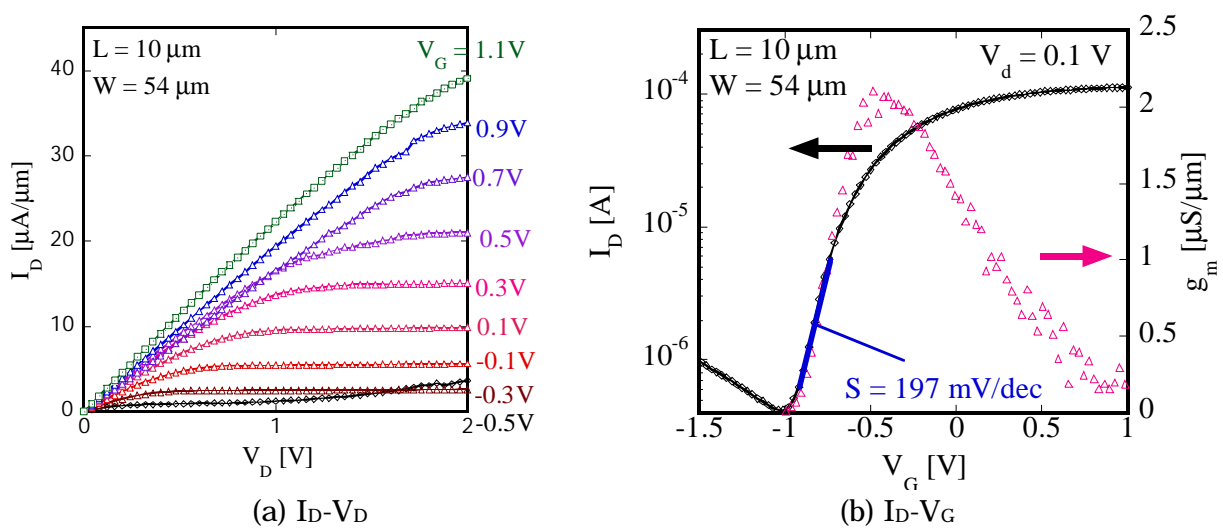 L = 10 μm
W = 54 μm
V_G = 1.1V
0.9V
0.7V
0.5V
0.3V
0.1V
-0.1V
-0.3V
-0.5V
40
30
20
10
0
0
1
2
I_D [μA/μm]
V_D [V]
(a) ID-VD
L = 10 μm
W = 54 μm
V_d = 0.1 V
10^-4
10^-5
10^-6
I_D [A]
S = 197 mV/dec
2.5
2
1.5
1
0.5
0
g_m [μS/μm]
-1.5
-1
-0.5
0
0.5
1
V_G [V]
(b) ID-VG